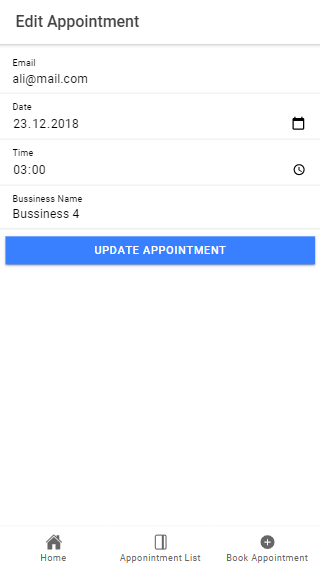 Edit Appointment
Email
ali@mail.com
Date
23.12.2018
Time
03:00
Bussiness Name
Bussiness 4
UPDATE APPOINTMENT
Home
Apponintment List
Book Appointment